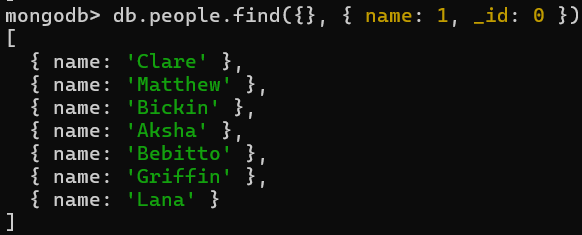 mongodb> db.people.find({}, { name: 1, _id: 0 })
[
  { name: 'Clare' },
  { name: 'Matthew' },
  { name: 'Bickin' },
  { name: 'Aksha' },
  { name: 'Bebitto' },
  { name: 'Griffin' },
  { name: 'Lana' }
]